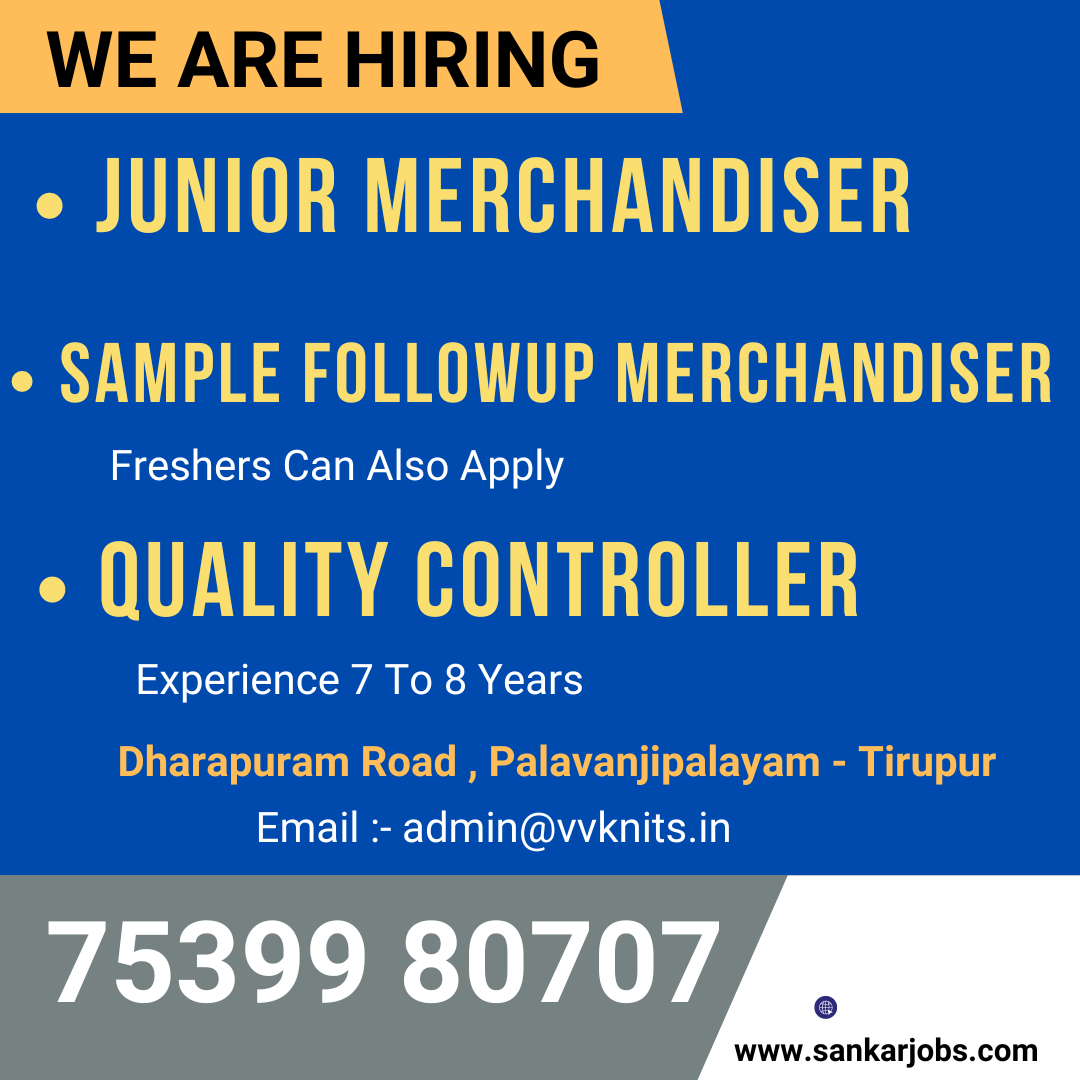 WE ARE HIRING
• JUNIOR MERCHANDISER
• SAMPLE FOLLOWUP MERCHANDISER
Freshers Can Also Apply
• QUALITY CONTROLLER
Experience 7 To 8 Years
Dharapuram Road , Palavanjipalayam - Tirupur
Email :- admin@vvknits.in
75399 80707
www.sankarjobs.com